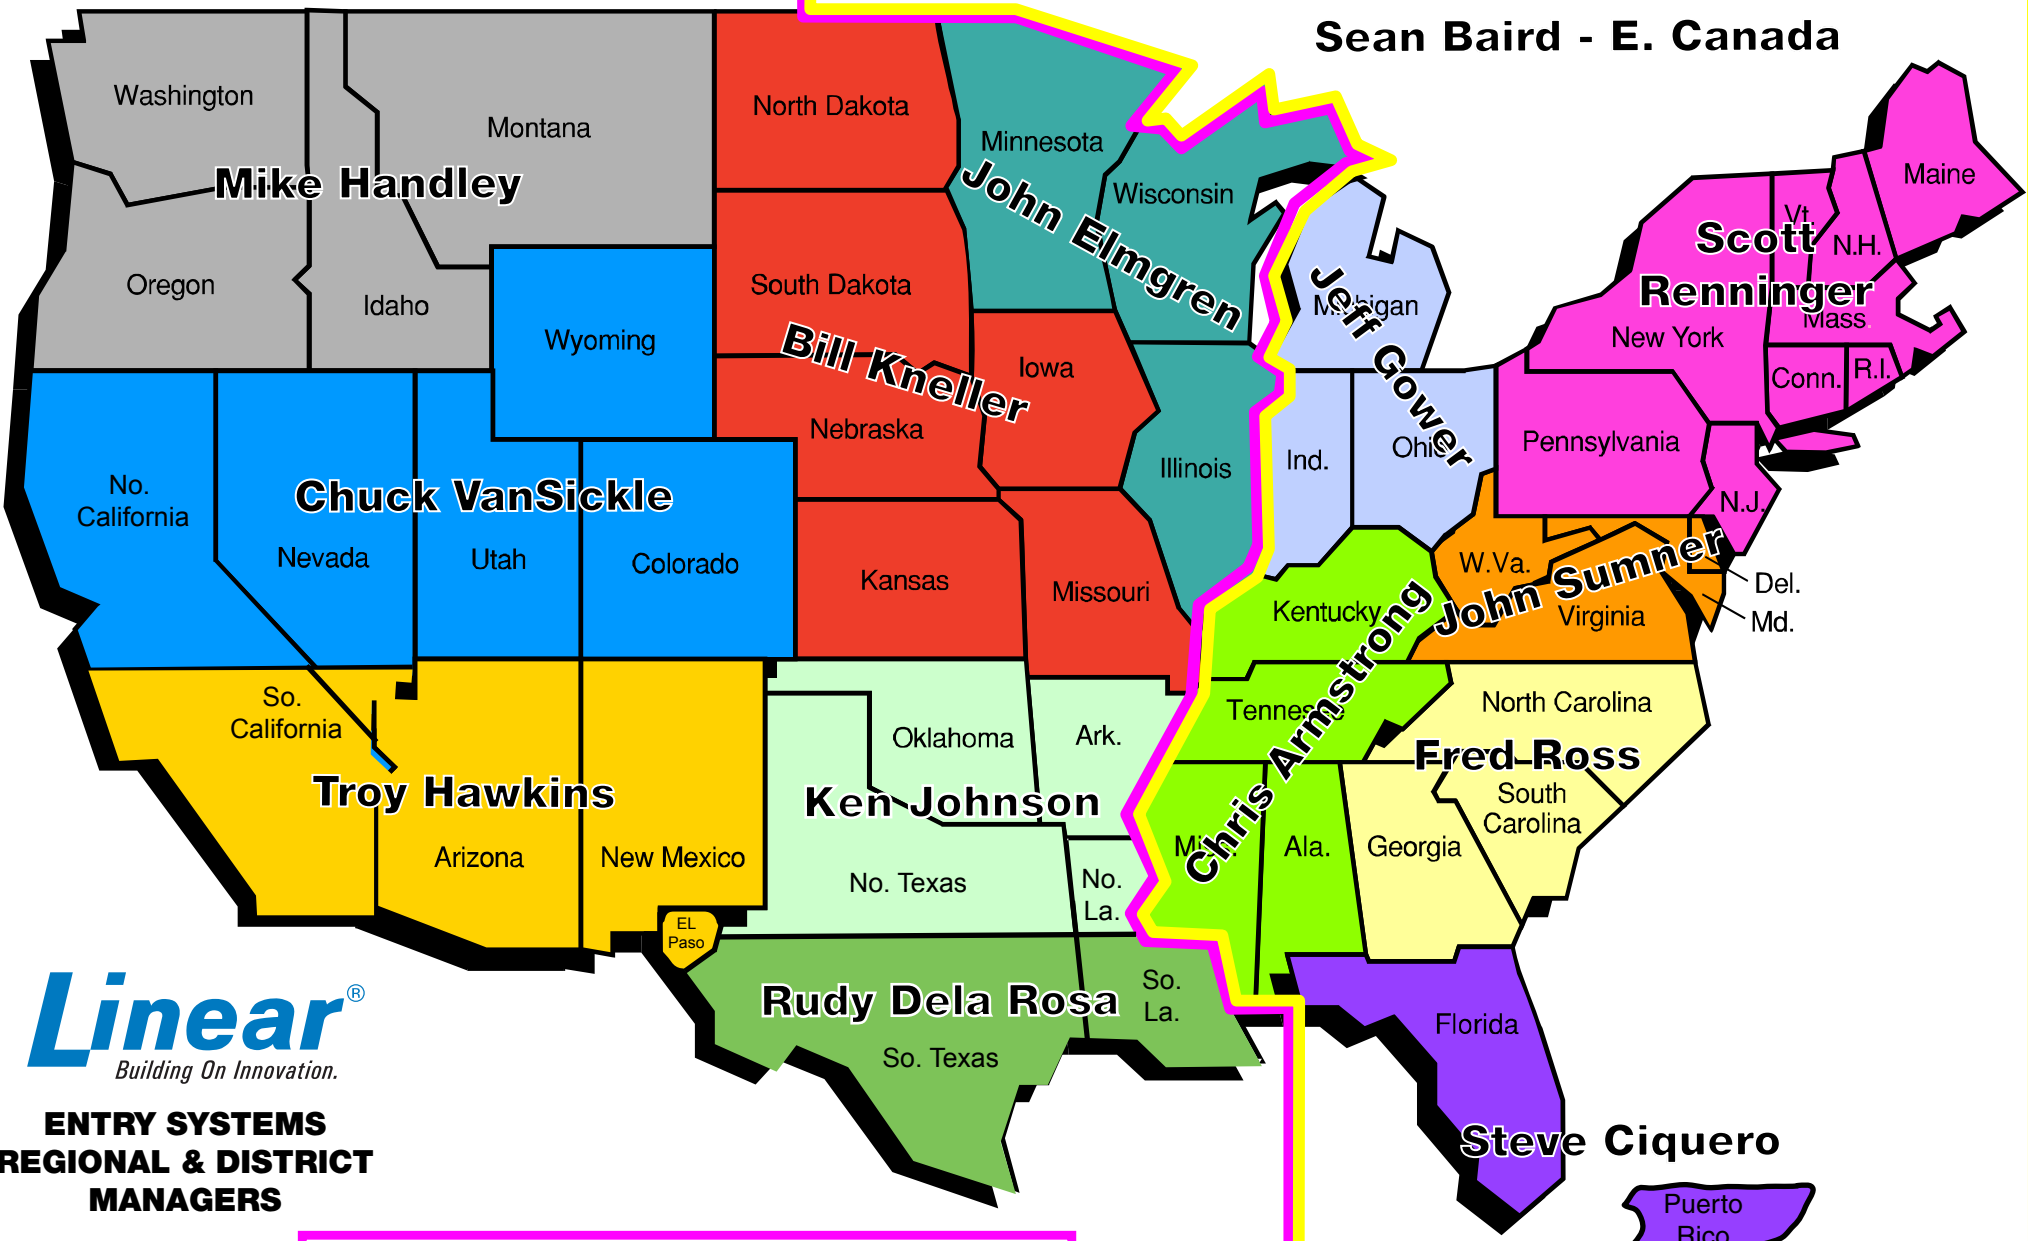 Sean Baird - E. Canada
Washington
Montana
North Dakota
Minnesota
Wisconsin
Maine
Vt.
N.H.
Mike Handley
John Elmgren
Scott
Renninger
Oregon
Idaho
South Dakota
Michigan
Jeff Gower
Mass.
New York
Wyoming
Bill Kneller
Iowa
Conn.
R.I.
Nebraska
Illinois
Ind.
Ohio
Pennsylvania
No.
California
Chuck VanSickle
N.J.
Nevada
Utah
Colorado
Kansas
Missouri
W.Va.
John Sumner
Del.
Kentucky
Virginia
Md.
So.
California
Tennesse
Chris Armstrong
North Carolina
Oklahoma
Ark.
Fred Ross
Troy Hawkins
Ken Johnson
South
Carolina
Arizona
New Mexico
No. Texas
No.
La.
Ala.
Georgia
EL
Paso
Linear®
Building On Innovation.
Rudy Dela Rosa
So.
La.
Florida
So. Texas
ENTRY SYSTEMS
REGIONAL & DISTRICT
MANAGERS
Steve Ciquero
Puerto
Rico